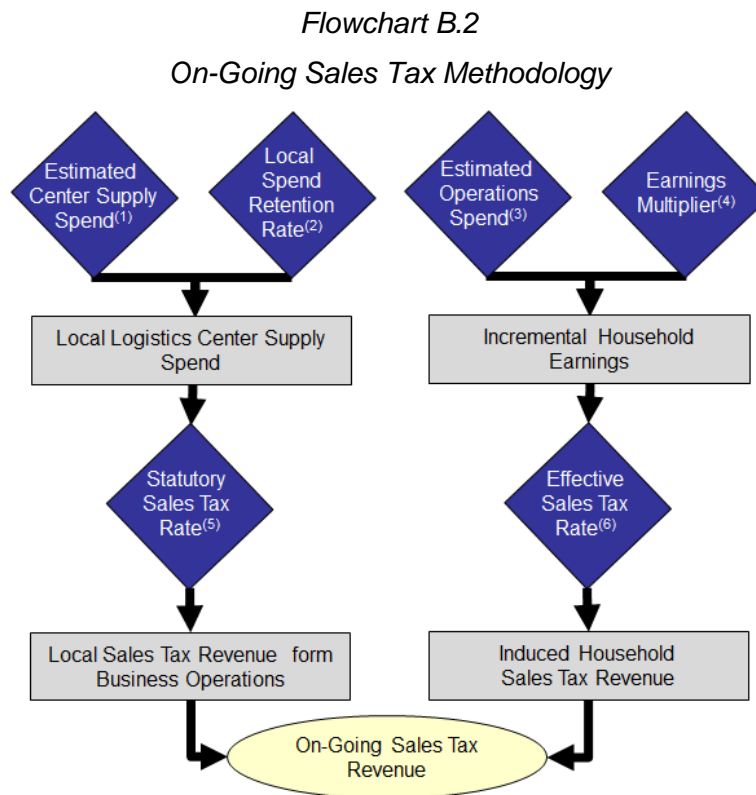 Flowchart B.2
On-Going Sales Tax Methodology
Estimated
Center Supply
Spend(1)
Local
Spend
Retention
Rate(2)
Estimated
Operations
Spend(3)
Earnings
Multiplier(4)
Local Logistics Center Supply
Spend
Incremental Household
Earnings
Statutory
Sales Tax
Rate(5)
Effective
Sales Tax
Rate(6)
Local Sales Tax Revenue form
Business Operations
Induced Household
Sales Tax Revenue
On-Going Sales Tax
Revenue